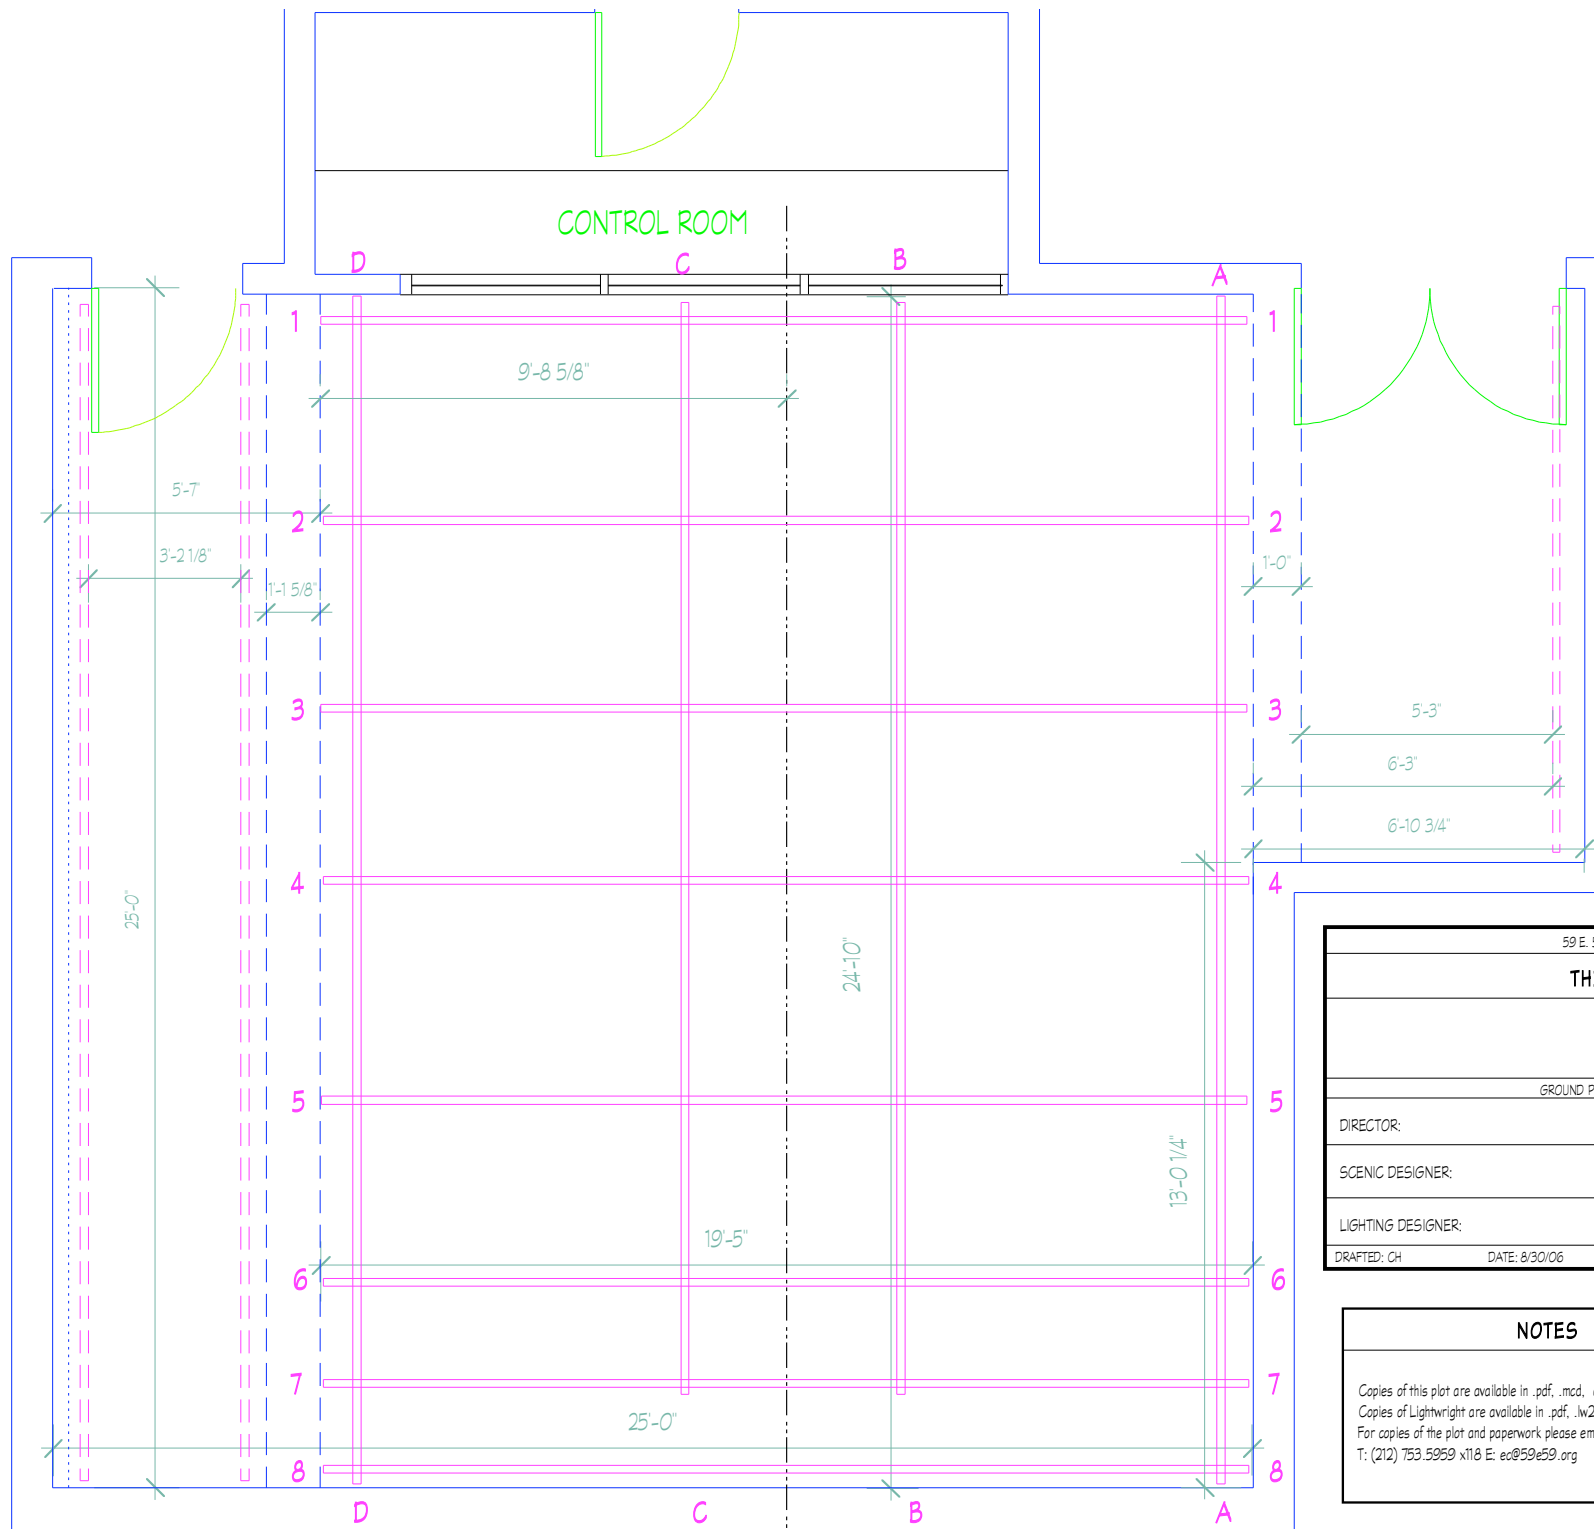 CONTROL ROOM
D C B A
1 1
9'-8 5/8"
5'-7"
2 2
3'-2 1/8"
1'-0"
1'-1 5/8"
3 3
5'-3"
6'-3"
6'-10 3/4"
4 4
25'-0"
24'-10"
59 E.
GROUND
5 5
DIRECTOR:
13'-0 1/4"
SCENIC DESIGNER:
LIGHTING DESIGNER:
19'-5"
DRAFTED: CH DATE: 8/30/06
6 6
NOTES
7 7
Copies of this plot are available in .pdf, .mcd,
Copies of Lightwright are available in .pdf,
For copies of the plot and paperwork please
T: (212) 753.5959 x118 E: ec@59e59.org
25'-0"
8 8
D C B A